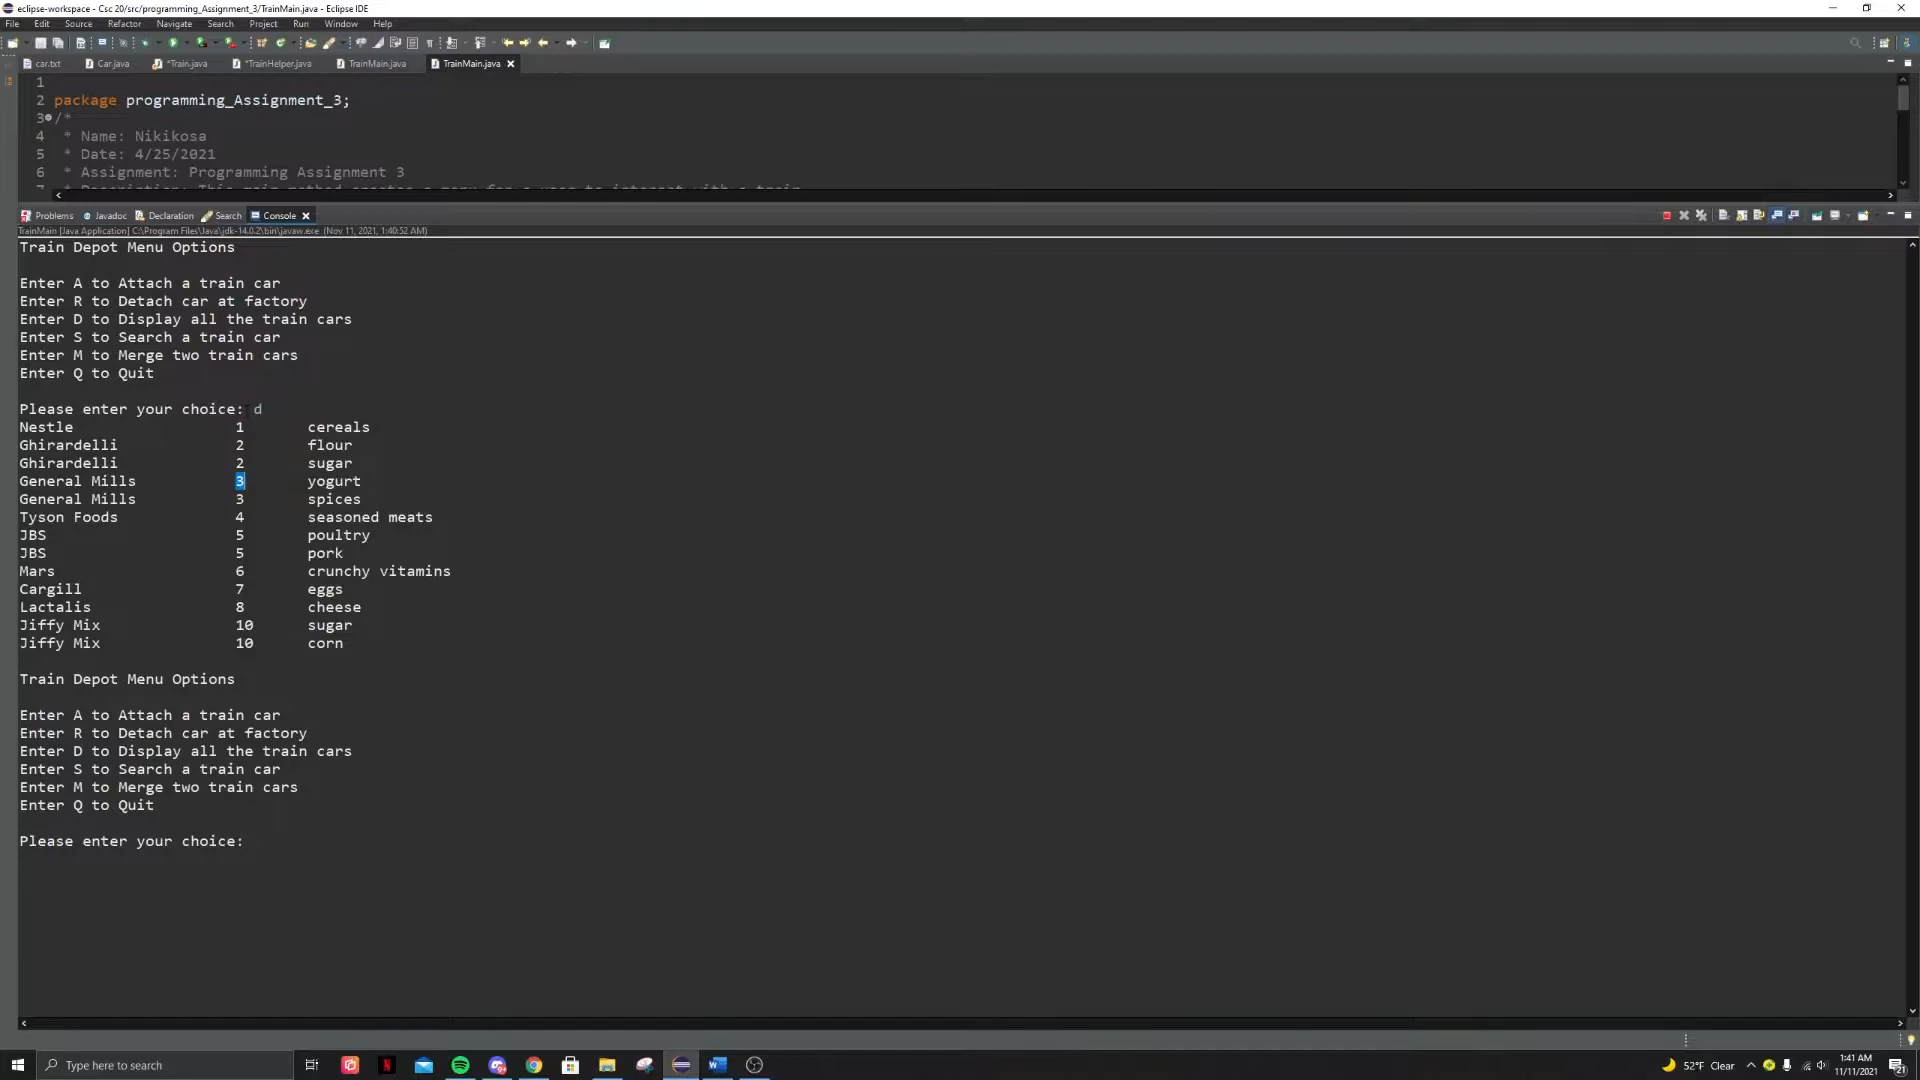 eclipse-workspace - Csc 20/src/programming_Assignment_3/TrainMain.java - Eclipse IDE
File Edit Source Refactor Navigate Search Project Run Window Help
car.txt Car.java *Train.java *TrainHelper.java TrainMain.java TrainMain.java
1
2 package programming_Assignment_3;
3 /*
4 * Name: Nikikosa
5 * Date: 4/25/2021
6 * Assignment: Programming Assignment 3
7 * Description: This main method creates a menu for a user to interact with a train
Problems Javadoc Declaration Search Console
TrainMain [Java Application] C:\Program Files\Java\jdk-14.0.2\bin\javaw.exe (Nov 11, 2021, 1:40:52 AM)
Train Depot Menu Options
Enter A to Attach a train car
Enter R to Detach car at factory
Enter D to Display all the train cars
Enter S to Search a train car
Enter M to Merge two train cars
Enter Q to Quit
Please enter your choice: d
Nestle 1 cereals
Ghirardelli 2 flour
Ghirardelli 2 sugar
General Mills 3 yogurt
General Mills 3 spices
Tyson Foods 4 seasoned meats
JBS 5 poultry
JBS 5 pork
Mars 6 crunchy vitamins
Cargill 7 eggs
Lactalis 8 cheese
Jiffy Mix 10 sugar
Jiffy Mix 10 corn
Train Depot Menu Options
Enter A to Attach a train car
Enter R to Detach car at factory
Enter D to Display all the train cars
Enter S to Search a train car
Enter M to Merge two train cars
Enter Q to Quit
Please enter your choice:
Type here to search
52°F Clear
1:41 AM
11/11/2021
21